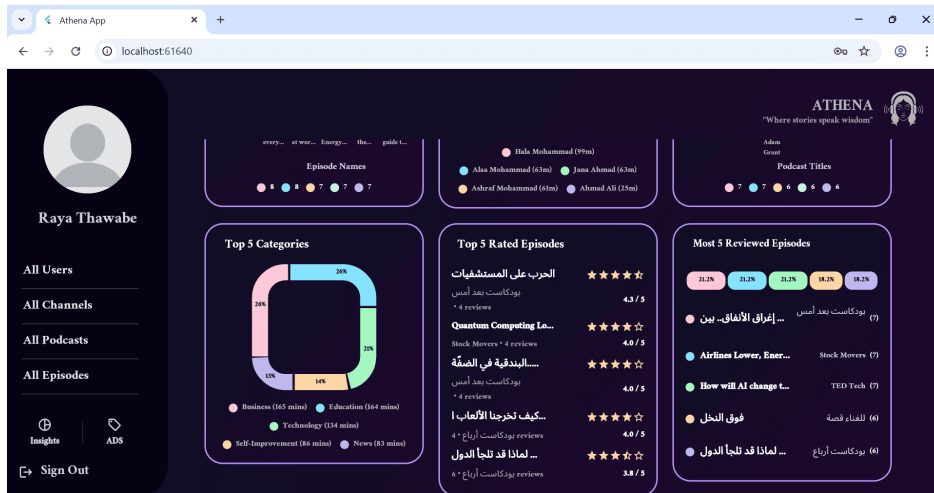 Athena App
localhost:61640
ATHENA
"Where stories speak wisdom"
Raya Thawabe
All Users
All Channels
All Podcasts
All Episodes
Insights
ADS
Sign Out
every... at wor... Energy... the... guide t...
Episode Names
8 8 7 7 7
Hala Mohammad (99m)
Alaa Mohammad (63m) Jana Ahmad (63m)
Ashraf Mohammad (61m) Ahmad Ali (25m)
Adam
Grant
Podcast Titles
7 7 6 6 6
Top 5 Categories
26%
26%
21%
13%
14%
Business (165 mins) Education (164 mins)
Technology (134 mins)
Self-Improvement (86 mins) News (83 mins)
Top 5 Rated Episodes
الحرب على المستشفيات
بودكاست بعد أمس
• 4 reviews
4.3 / 5
Quantum Computing Lo...
Stock Movers • 4 reviews
4.0 / 5
البندقية في الضفّة.....
بودكاست بعد أمس
• 4 reviews
4.0 / 5
كيف تخرجنا الألعاب ا...
4 • بودكاست أرباع reviews
4.0 / 5
لماذا قد تلجأ الدول ...
6 • بودكاست أرباع reviews
3.8 / 5
Most 5 Reviewed Episodes
21.2% 21.2% 21.2% 18.2% 18.2%
إغراق الأنفاق.. بين ...
بودكاست بعد أمس (7)
Airlines Lower, Ener... Stock Movers (7)
How will AI change t... TED Tech (7)
فوق النخل
للغناء قصة (6)
لماذا قد تلجأ الدول ...
بودكاست أرباع (6)